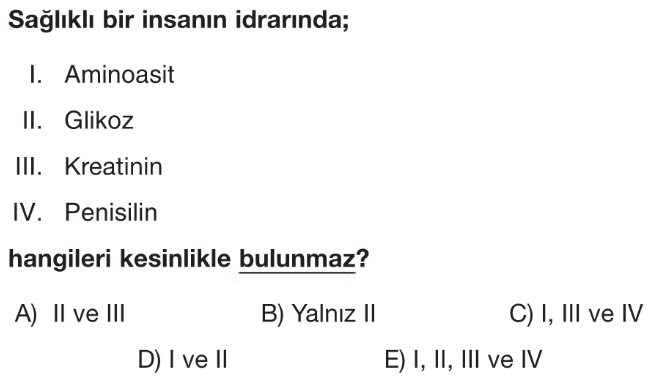 Sağlıklı bir insanın idrarında;
I. Aminoasit
II. Glikoz
III. Kreatinin
IV. Penisilin
hangileri kesinlikle bulunmaz?
A) II ve III B) Yalnız II C) I, III ve IV
D) I ve II E) I, II, III ve IV